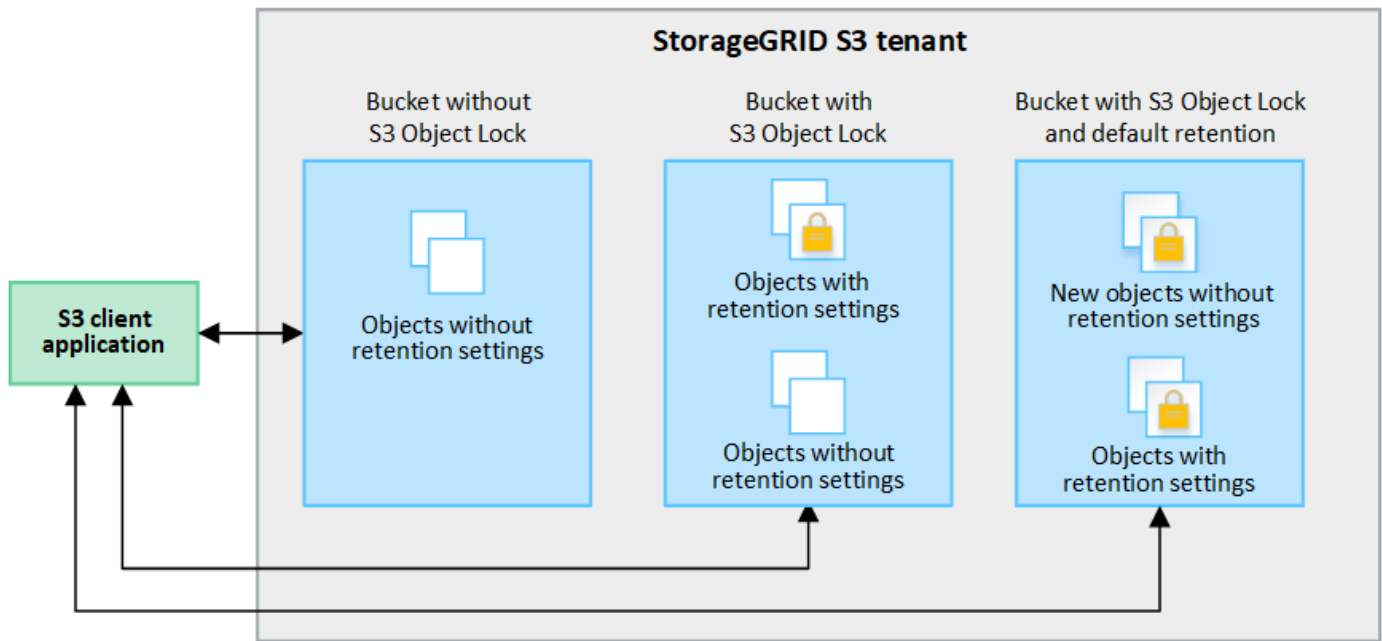 StorageGRID S3 tenant
Bucket without
S3 Object Lock
Objects without
retention settings
Bucket with
S3 Object Lock
Objects with
retention settings
Objects without
retention settings
Bucket with S3 Object Lock
and default retention
New objects without
retention settings
Objects with
retention settings
S3 client
application